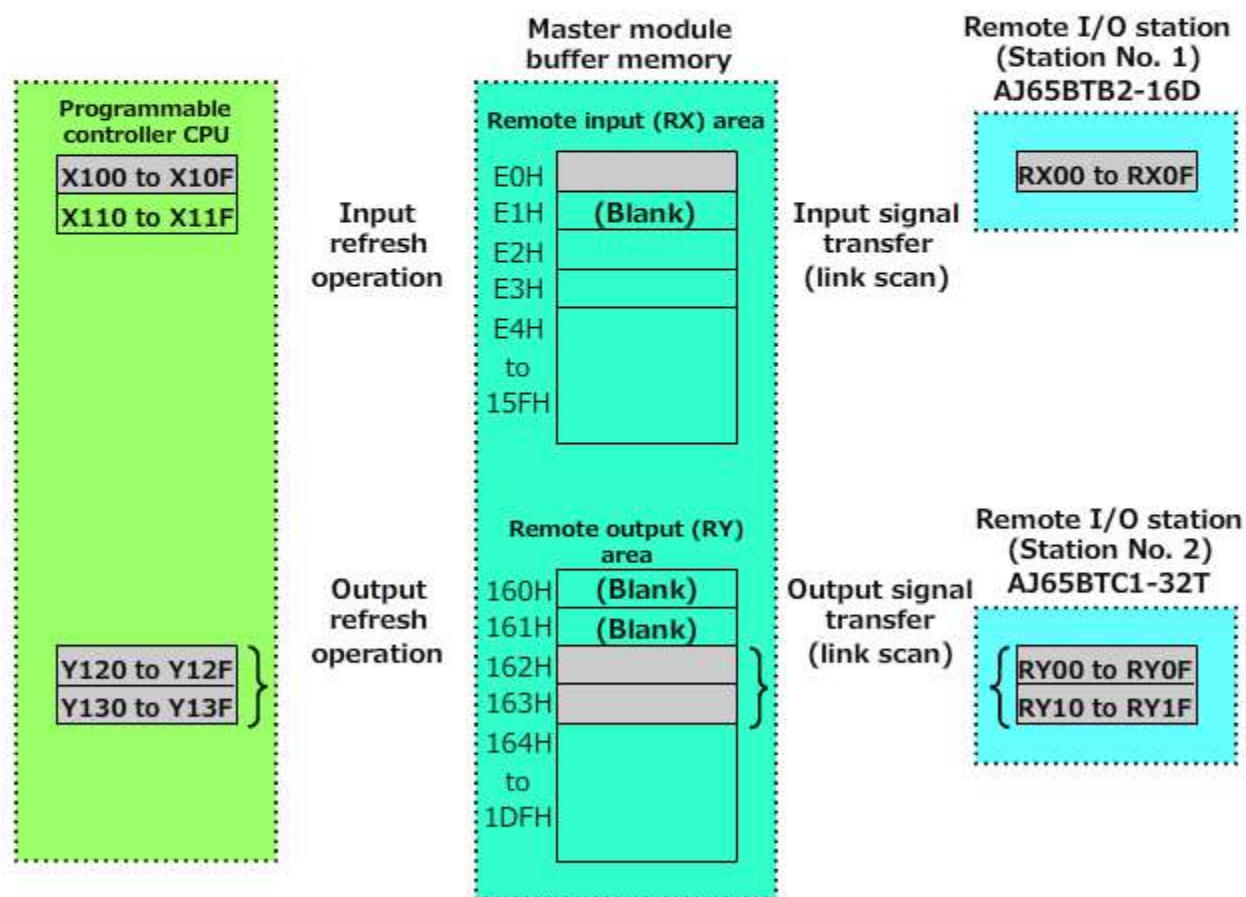 Master module
buffer memory
Remote I/O station
(Station No. 1)
AJ65BTB2-16D
Programmable
controller CPU
X100 to X10F
X110 to X11F
Input
refresh
operation
Remote input (RX) area
E0H
E1H
(Blank)
E2H
E3H
E4H
to
15FH
Input signal
transfer
(link scan)
RX00 to RX0F
Output
refresh
operation
Y120 to Y12F
Y130 to Y13F
Remote output (RY)
area
160H
(Blank)
161H
(Blank)
162H
163H
164H
to
1DFH
Output signal
transfer
(link scan)
Remote I/O station
(Station No. 2)
AJ65BTC1-32T
RY00 to RY0F
RY10 to RY1F